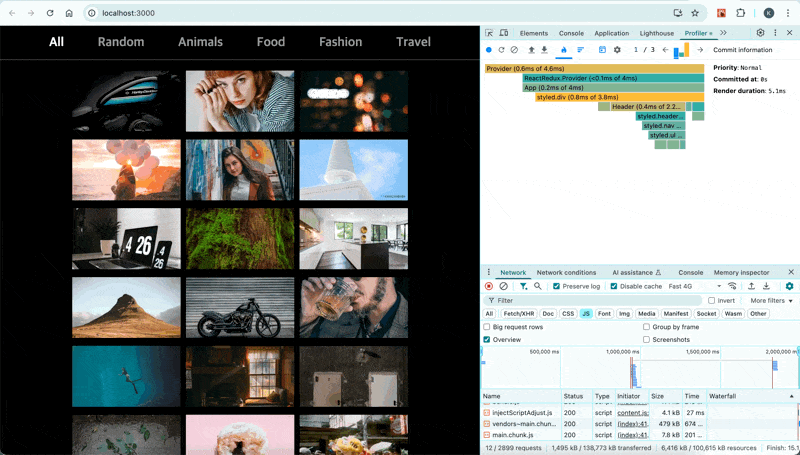 localhost:3000
K
All Random Animals Food Fashion Travel
Elements Console Application Lighthouse Profiler
1 / 3 Commit information
Provider (0.6ms of 4.6ms)
ReactRedux.Provider (<0.1ms of 4ms)
App (0.2ms of 4ms)
styled.div (0.8ms of 3.8ms)
Header (0.4ms of 2.2...
styled.header...
styled.nav ...
styled.ul ...
Priority: Normal
Committed at: 0s
Render duration: 5.1ms
4 26
4
26
Network Network conditions AI assistance Console Memory inspector
Preserve log Disable cache Fast 4G
Filter Invert More filters
All Fetch/XHR Doc CSS JS Font Img Media Manifest Socket Wasm Other
Big request rows Group by frame
Overview Screenshots
500,000 ms 1,000,000 ms 1,500,000 ms 2,000,000 m
Name Status Type Initiator Size Time Waterfall
injectScriptAdjust.js 200 script content.js: 4.1 kB 27 ms
vendors~main.chun... 200 script (index):41. 479 kB 674 ...
main.chunk.js 200 script (index):41. 7.8 kB 201 ...
12 / 2899 requests 1,495 kB / 138,773 kB transferred 6,416 kB / 100,615 kB resources Finish: 15.1